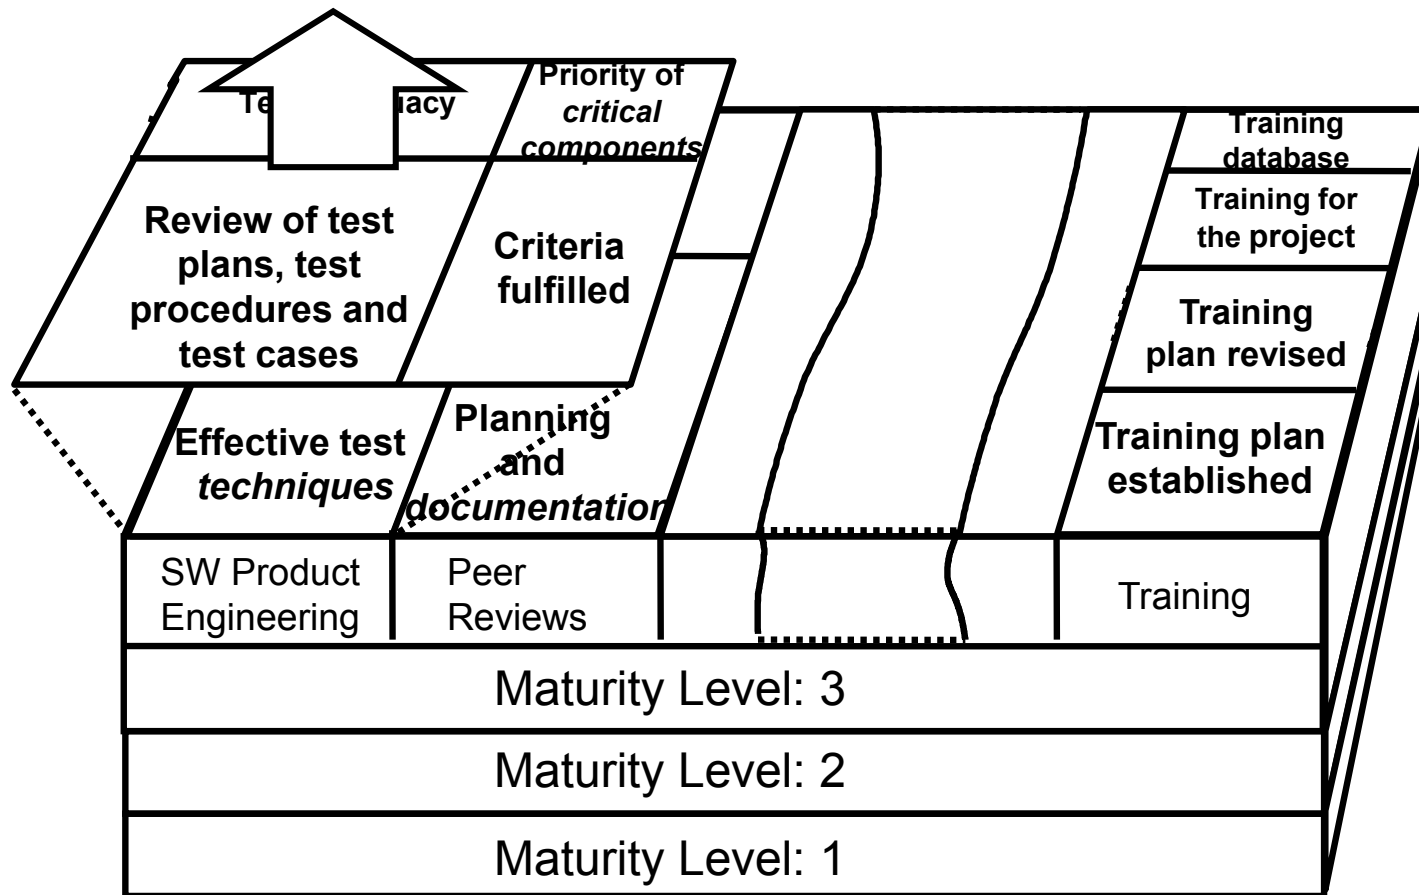 Priority of
critical
components
Review of test
plans, test
procedures and
test cases
Criteria
fulfilled
Training
database
Training for
the project
Training
plan revised
Training plan
established
Effective test
techniques
Planning
and
documentation
SW Product
Engineering
Peer
Reviews
Training
Maturity Level: 3
Maturity Level: 2
Maturity Level: 1